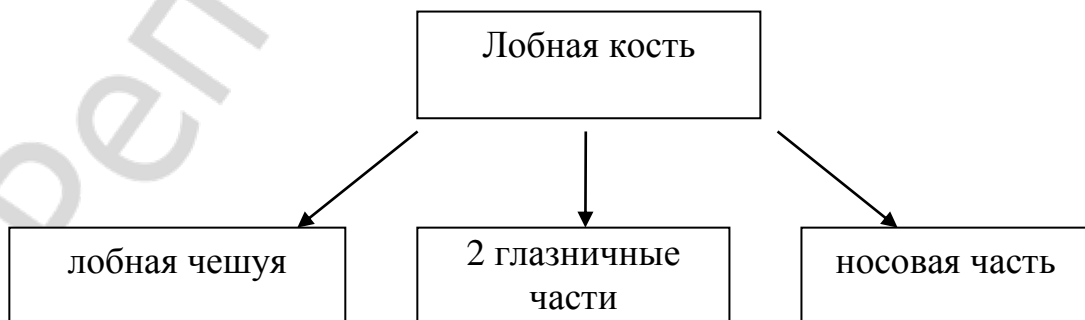 Лобная кость
лобная чешуя
2 глазничные
части
носовая часть